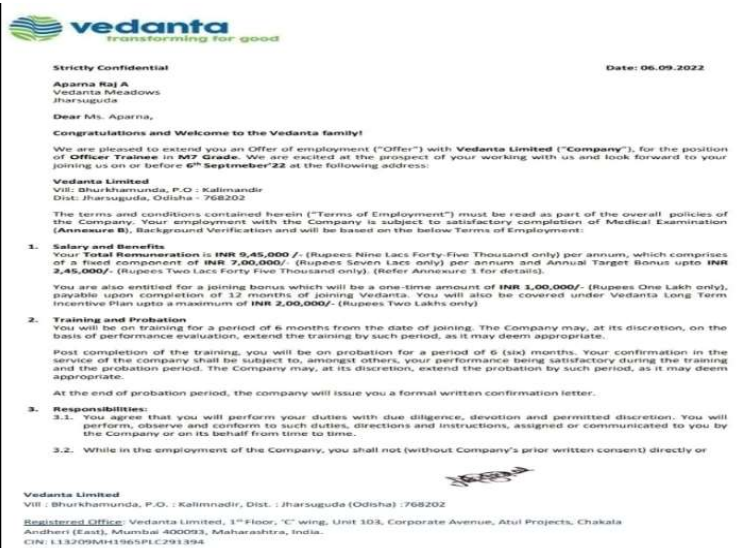 vedanta
transforming for good
Strictly Confidential Date: 06.09.2022
Aparna Raj A
Vedanta Meadows
Jharsuguda
Dear Ms. Aparna,
Congratulations and Welcome to the Vedanta family!
We are pleased to extend you an Offer of employment ("Offer") with Vedanta Limited ("Company"), for the position
of Officer Trainee in M7 Grade. We are excited at the prospect of your working with us and look forward to your
joining us on or before 6th Septmeber'22 at the following address:
Vedanta Limited
Vill: Bhurkhamunda, P.O : Kalimandir
Dist: Jharsuguda, Odisha - 768202
The terms and conditions contained herein ("Terms of Employment") must be read as part of the overall policies of
the Company. Your employment with the Company is subject to satisfactory completion of Medical Examination
(Annexure B), Background Verification and will be based on the below Terms of Employment:
1. Salary and Benefits
Your Total Remuneration is INR 9,45,000 /- (Rupees Nine Lacs Forty-Five Thousand only) per annum, which comprises
of a fixed component of INR 7,00,000/- (Rupees Seven Lacs only) per annum and Annual Target Bonus upto INR
2,45,000/- (Rupees Two Lacs Forty Five Thousand only). (Refer Annexure 1 for details).
You are also entitled for a joining bonus which will be a one-time amount of INR 1,00,000/- (Rupees One Lakh only),
payable upon completion of 12 months of joining Vedanta. You will also be covered under Vedanta Long Term
Incentive Plan upto a maximum of INR 2,00,000/- (Rupees Two Lakhs only)
2. Training and Probation
You will be on training for a period of 6 months from the date of joining. The Company may, at its discretion, on the
basis of performance evaluation, extend the training by such period, as it may deem appropriate.
Post completion of the training, you will be on probation for a period of 6 (six) months. Your confirmation in the
service of the company shall be subject to, amongst others, your performance being satisfactory during the training
and the probation period. The Company may, at its discretion, extend the probation by such period, as it may deem
appropriate.
At the end of probation period, the company will issue you a formal written confirmation letter.
3. Responsibilities:
3.1. You agree that you will perform your duties with due diligence, devotion and permitted discretion. You will
perform, observe and conform to such duties, directions and instructions, assigned or communicated to you by
the Company or on its behalf from time to time.
3.2. While in the employment of the Company, you shall not (without Company's prior written consent) directly or
Vedanta Limited
Vill : Bhurkhamunda, P.O. : Kalimnadir, Dist. : Jharsuguda (Odisha) :768202
Registered Office: Vedanta Limited, 1st Floor, 'C' wing, Unit 103, Corporate Avenue, Atul Projects, Chakala
Andheri (East), Mumbai 400093, Maharashtra, India.
CIN: L13209MH1965PLC291394